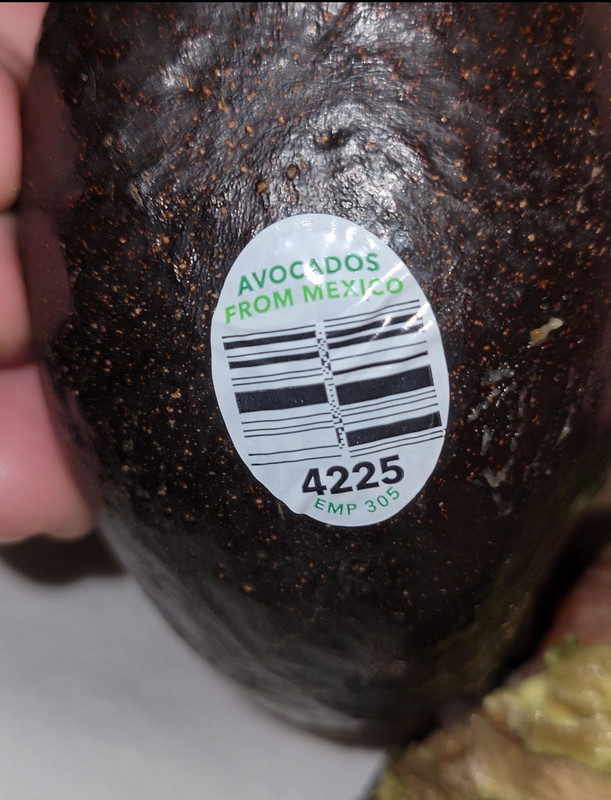 AVOCADOS
FROM MEXICO
4225
EMP 305